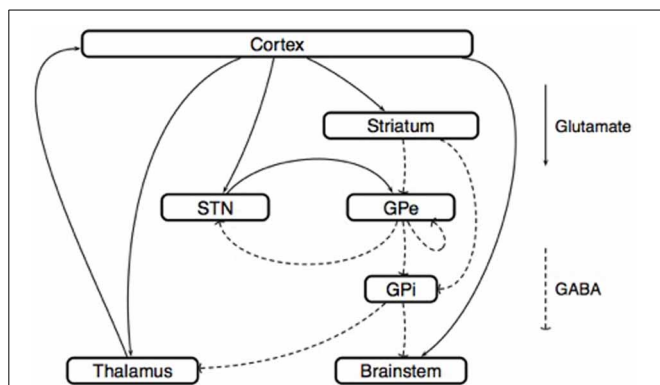 Cortex
Striatum
Glutamate
STN
GPe
GPi
GABA
Thalamus
Brainstem